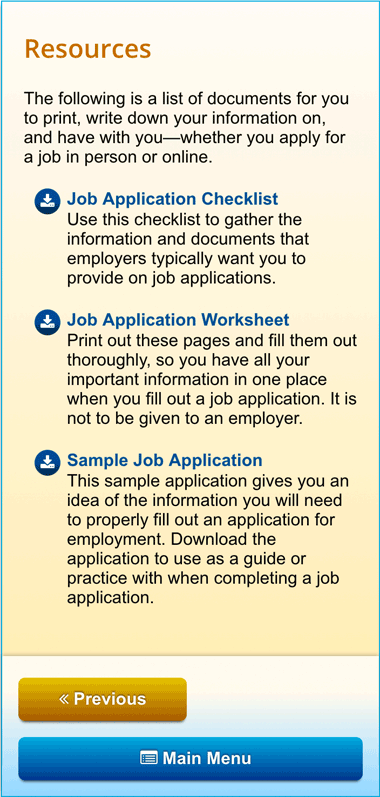 Resources
The following is a list of documents for you
to print, write down your information on,
and have with you—whether you apply for
a job in person or online.
Job Application Checklist
Use this checklist to gather the
information and documents that
employers typically want you to
provide on job applications.
Job Application Worksheet
Print out these pages and fill them out
thoroughly, so you have all your
important information in one place
when you fill out a job application. It is
not to be given to an employer.
Sample Job Application
This sample application gives you an
idea of the information you will need
to properly fill out an application for
employment. Download the
application to use as a guide or
practice with when completing a job
application.
« Previous
Main Menu